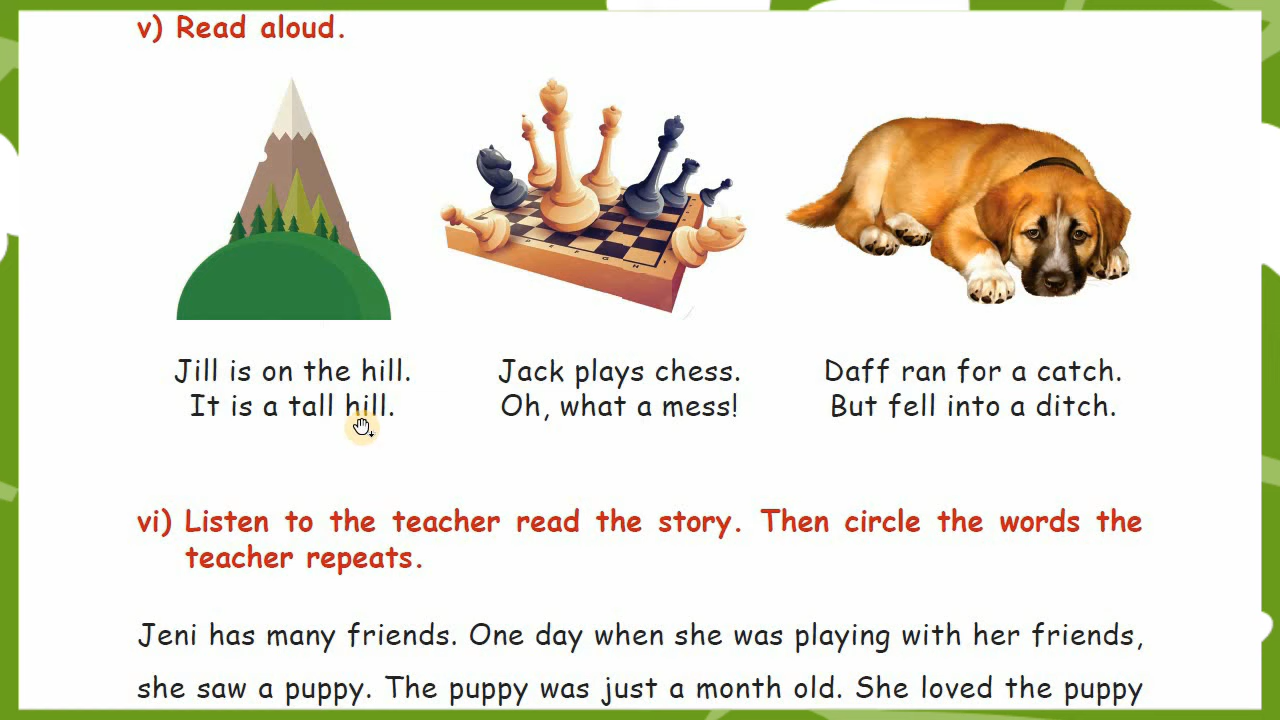 v) Read aloud.
Jill is on the hill.
It is a tall hill.
Jack plays chess.
Oh, what a mess!
Daff ran for a catch.
But fell into a ditch.
vi) Listen to the teacher read the story. Then circle the words the
teacher repeats.
Jeni has many friends. One day when she was playing with her friends,
she saw a puppy. The puppy was just a month old. She loved the puppy